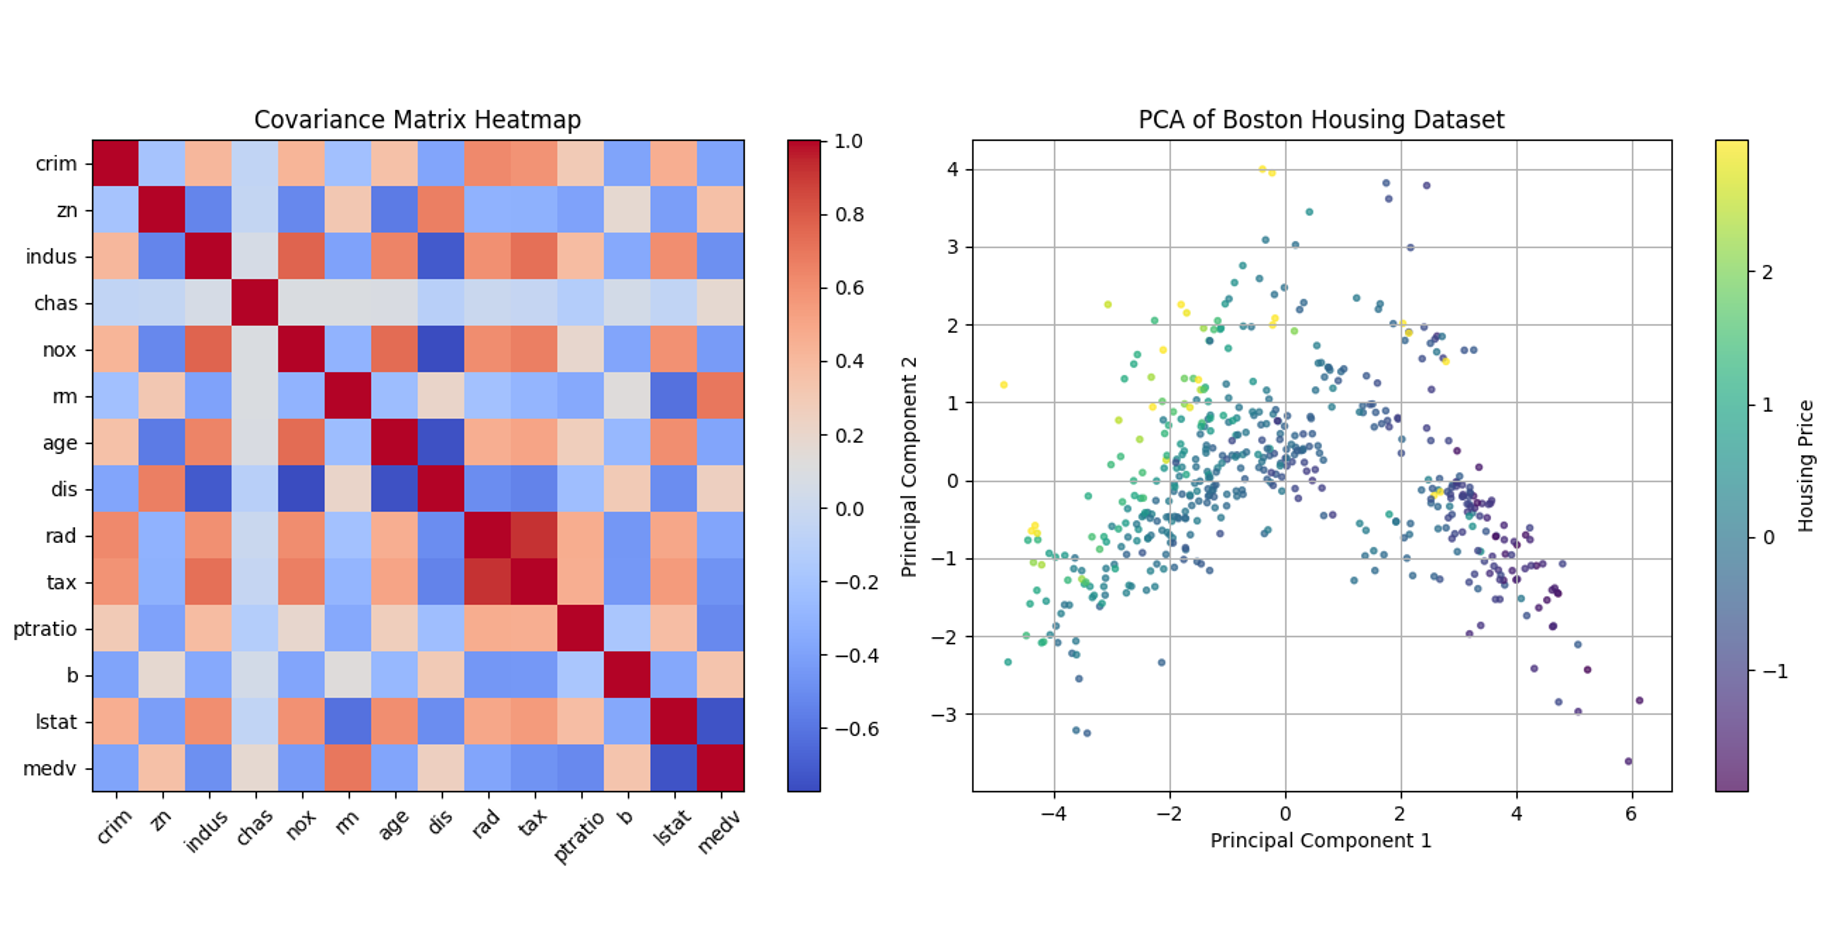 Covariance Matrix Heatmap
crim
zn
indus
chas
nox
rm
age
dis
rad
tax
ptratio
b
lstat
medv
crim zn indus chas nox rm age dis rad tax ptratio b lstat medv
1.0
0.8
0.6
0.4
0.2
0.0
−0.2
−0.4
−0.6
PCA of Boston Housing Dataset
Principal Component 2
4
3
2
1
0
−1
−2
−3
−4 −2 0 2 4 6
Principal Component 1
2
1
0
−1
Housing Price